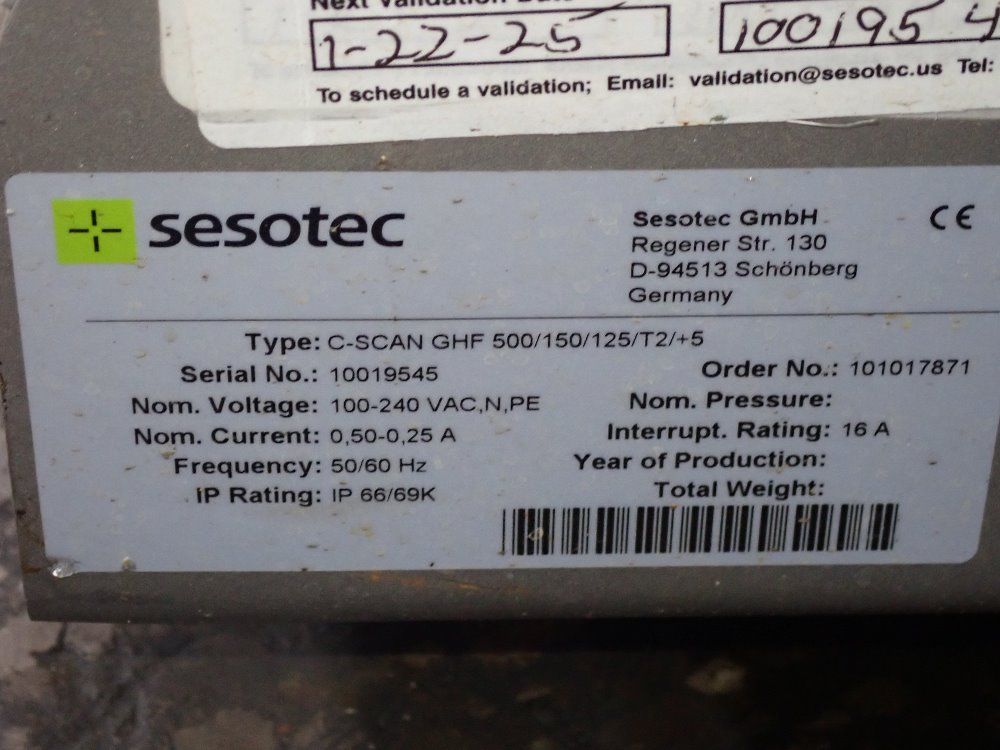 Next Validation
1-22-25
100195 4
To schedule a validation; Email: validation@sesotec.us Tel:
sesotec
Sesotec GmbH
Regener Str. 130
D-94513 Schönberg
Germany
CE
Type: C-SCAN GHF 500/150/125/T2/+5
Serial No.: 10019545
Order No.: 101017871
Nom. Voltage: 100-240 VAC,N,PE
Nom. Pressure:
Nom. Current: 0,50-0,25 A
Interrupt. Rating: 16 A
Frequency: 50/60 Hz
Year of Production:
IP Rating: IP 66/69K
Total Weight: